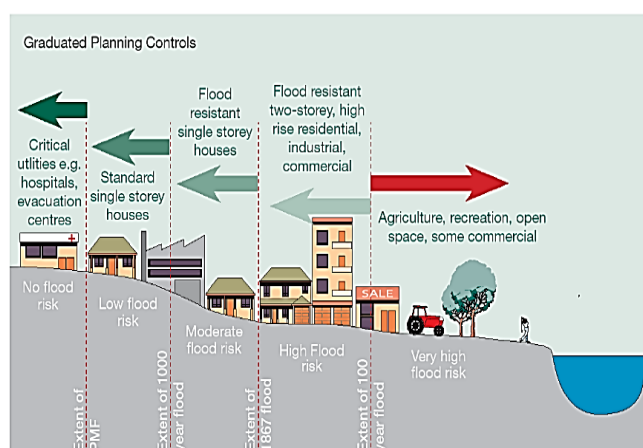 Graduated Planning Controls
Critical
utlities e.g.
hospitals,
evacuation
centres
Standard
single storey
houses
Flood
resistant
single storey
houses
Flood resistant
two-storey, high
rise residential,
industrial,
commercial
Agriculture, recreation, open
space, some commercial
SALE
No flood
risk
Low flood
risk
Moderate
flood risk
High Flood
risk
Very high
flood risk
Extent of
PMF
Extent of 1000
year flood
Extent of
1867 flood
Extent of 100
year flood